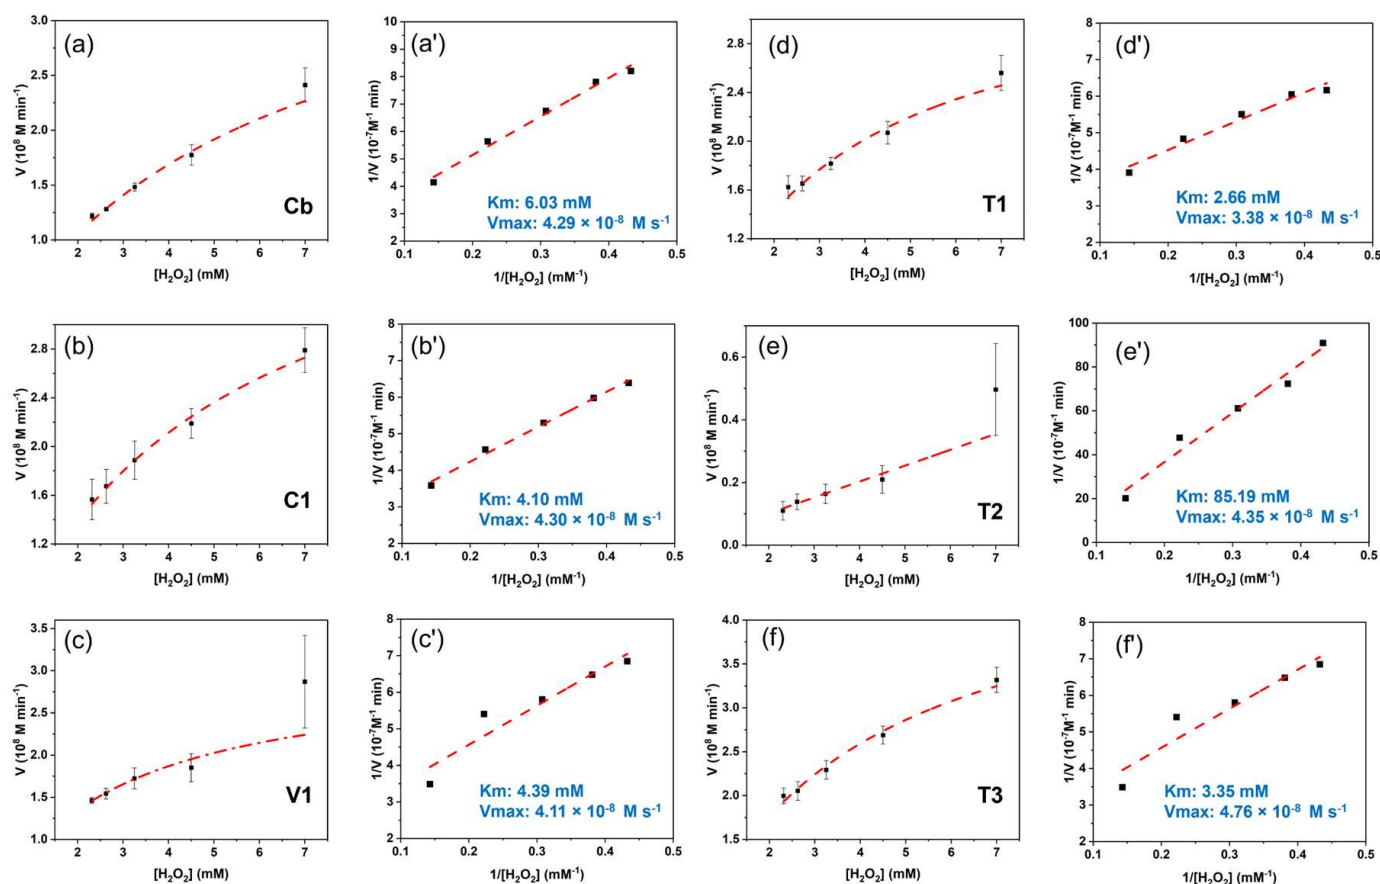 (a)
V (10⁸ M min⁻¹)
3.0
2.5
2.0
1.5
1.0
2 3 4 5 6 7
[H₂O₂] (mM)
Cb
(a')
1/V (10⁻⁷M⁻¹ min)
10
9
8
7
6
5
4
3
2
0.1 0.2 0.3 0.4 0.5
1/[H₂O₂] (mM⁻¹)
Km: 6.03 mM
Vmax: 4.29 × 10⁻⁸ M s⁻¹
(d)
V (10⁸ M min⁻¹)
2.8
2.4
2.0
1.6
1.2
2 3 4 5 6 7
[H₂O₂] (mM)
T1
(d')
1/V (10⁻⁷M⁻¹ min)
8
7
6
5
4
3
2
0.1 0.2 0.3 0.4 0.5
1/[H₂O₂] (mM⁻¹)
Km: 2.66 mM
Vmax: 3.38 × 10⁻⁸ M s⁻¹
(b)
V (10⁸ M min⁻¹)
2.8
2.4
2.0
1.6
1.2
2 3 4 5 6 7
[H₂O₂] (mM)
C1
(b')
1/V (10⁻⁷M⁻¹ min)
8
7
6
5
4
3
2
0.1 0.2 0.3 0.4 0.5
1/[H₂O₂] (mM⁻¹)
Km: 4.10 mM
Vmax: 4.30 × 10⁻⁸ M s⁻¹
(e)
V (10⁸ M min⁻¹)
0.6
0.4
0.2
0.0
2 3 4 5 6 7
[H₂O₂] (mM)
T2
(e')
1/V (10⁻⁷M⁻¹ min)
100
80
60
40
20
0
0.1 0.2 0.3 0.4 0.5
1/[H₂O₂] (mM⁻¹)
Km: 85.19 mM
Vmax: 4.35 × 10⁻⁸ M s⁻¹
(c)
V (10⁸ M min⁻¹)
3.5
3.0
2.5
2.0
1.5
1.0
2 3 4 5 6 7
[H₂O₂] (mM)
V1
(c')
1/V (10⁻⁷M⁻¹ min)
8
7
6
5
4
3
2
0.1 0.2 0.3 0.4 0.5
1/[H₂O₂] (mM⁻¹)
Km: 4.39 mM
Vmax: 4.11 × 10⁻⁸ M s⁻¹
(f)
V (10⁸ M min⁻¹)
4.0
3.5
3.0
2.5
2.0
1.5
2 3 4 5 6 7
[H₂O₂] (mM)
T3
(f')
1/V (10⁻⁷M⁻¹ min)
8
7
6
5
4
3
2
0.1 0.2 0.3 0.4 0.5
1/[H₂O₂] (mM⁻¹)
Km: 3.35 mM
Vmax: 4.76 × 10⁻⁸ M s⁻¹